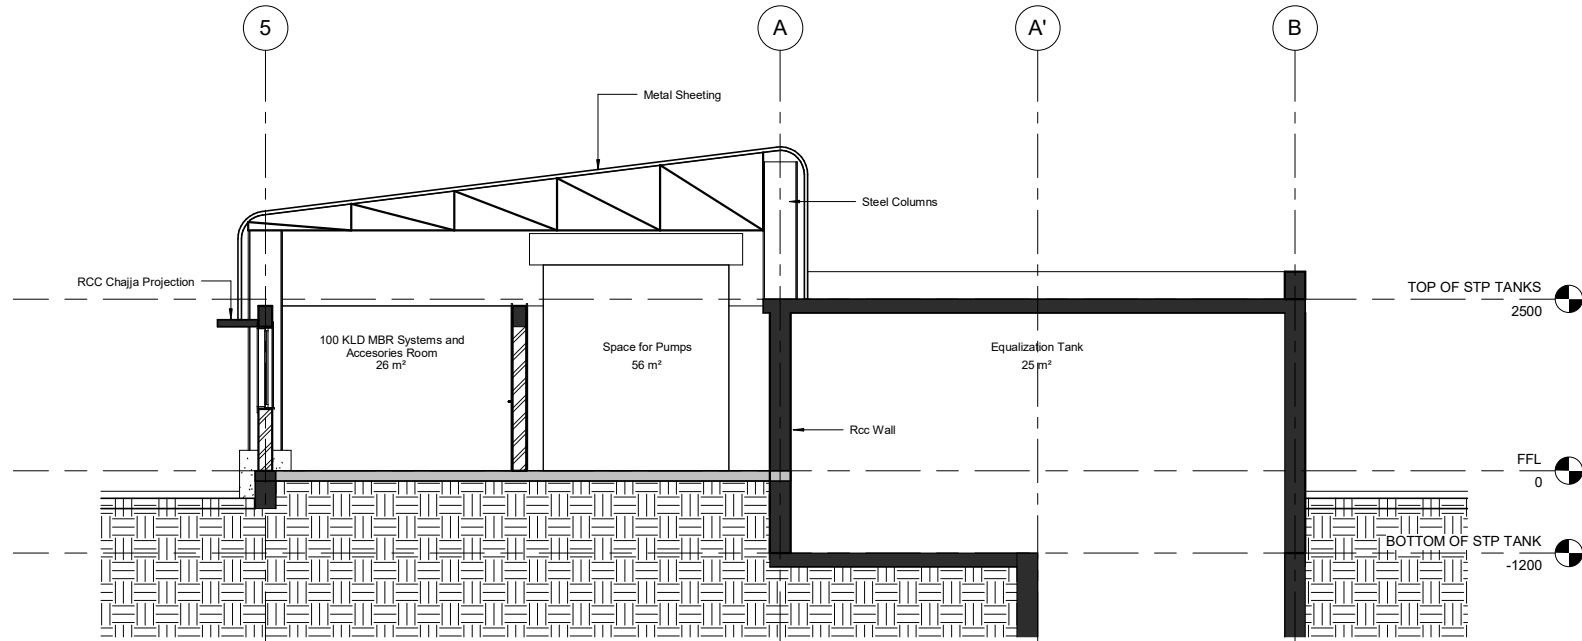 5
A
A'
B
Metal Sheeting
Steel Columns
RCC Chajja Projection
TOP OF STP TANKS
2500
100 KLD MBR Systems and
Accesories Room
26 m²
Space for Pumps
56 m²
Equalization Tank
25 m²
Rcc Wall
FFL
0
BOTTOM OF STP TANK
-1200